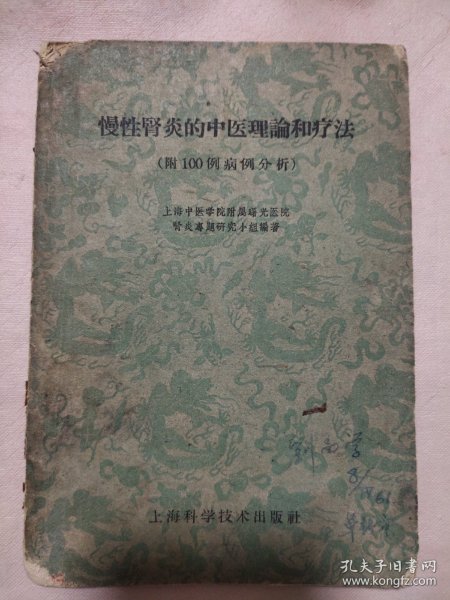 慢性腎炎的中医理論和疗法
（附100例病例分析）
上海中医学院附属曙光医院
腎炎专題研究小組編著
上海科学技术出版社
孔夫子旧书网
www.kongfz.com